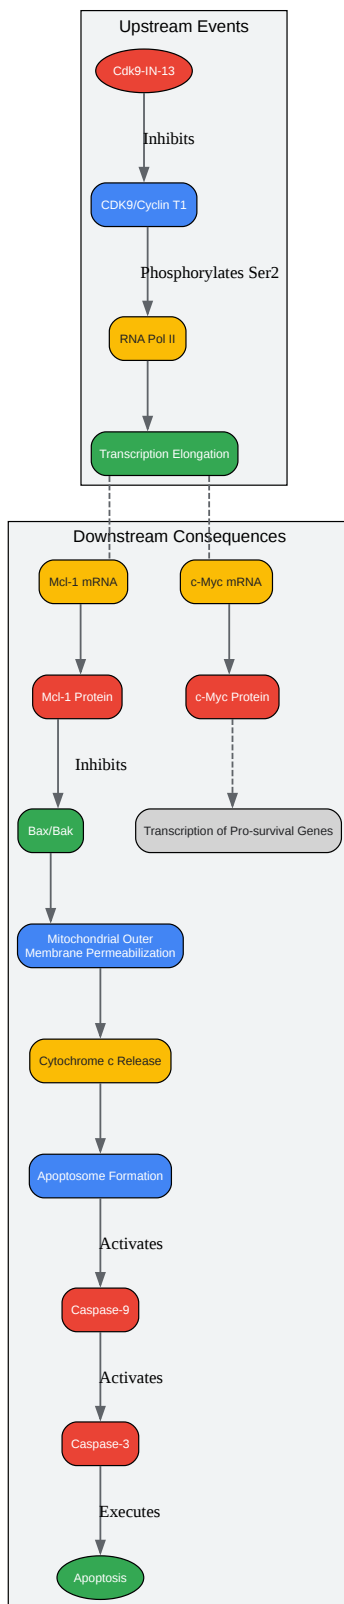 Upstream Events
Cdk9-IN-13
Inhibits
CDK9/Cyclin T1
Phosphorylates Ser2
RNA Pol II
Transcription Elongation
Downstream Consequences
Mcl-1 mRNA
c-Myc mRNA
Mcl-1 Protein
c-Myc Protein
Inhibits
Bax/Bak
Transcription of Pro-survival Genes
Mitochondrial Outer
Membrane Permeabilization
Cytochrome c Release
Apoptosome Formation
Activates
Caspase-9
Activates
Caspase-3
Executes
Apoptosis